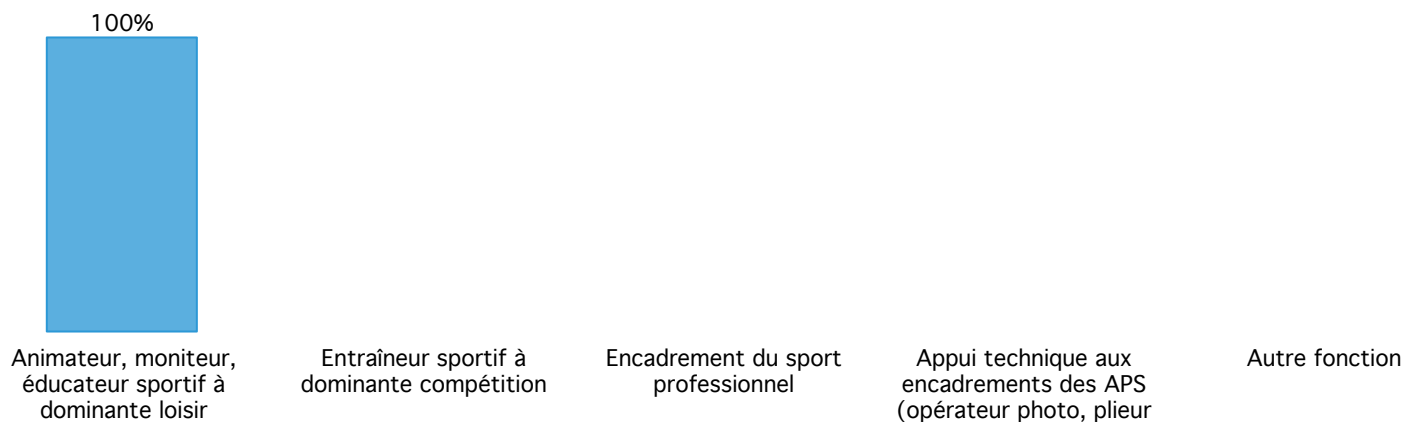 100%
Animateur, moniteur,
éducateur sportif à
dominante loisir
Entraîneur sportif à
dominante compétition
Encadrement du sport
professionnel
Appui technique aux
encadrements des APS
(opérateur photo, plieur
Autre fonction